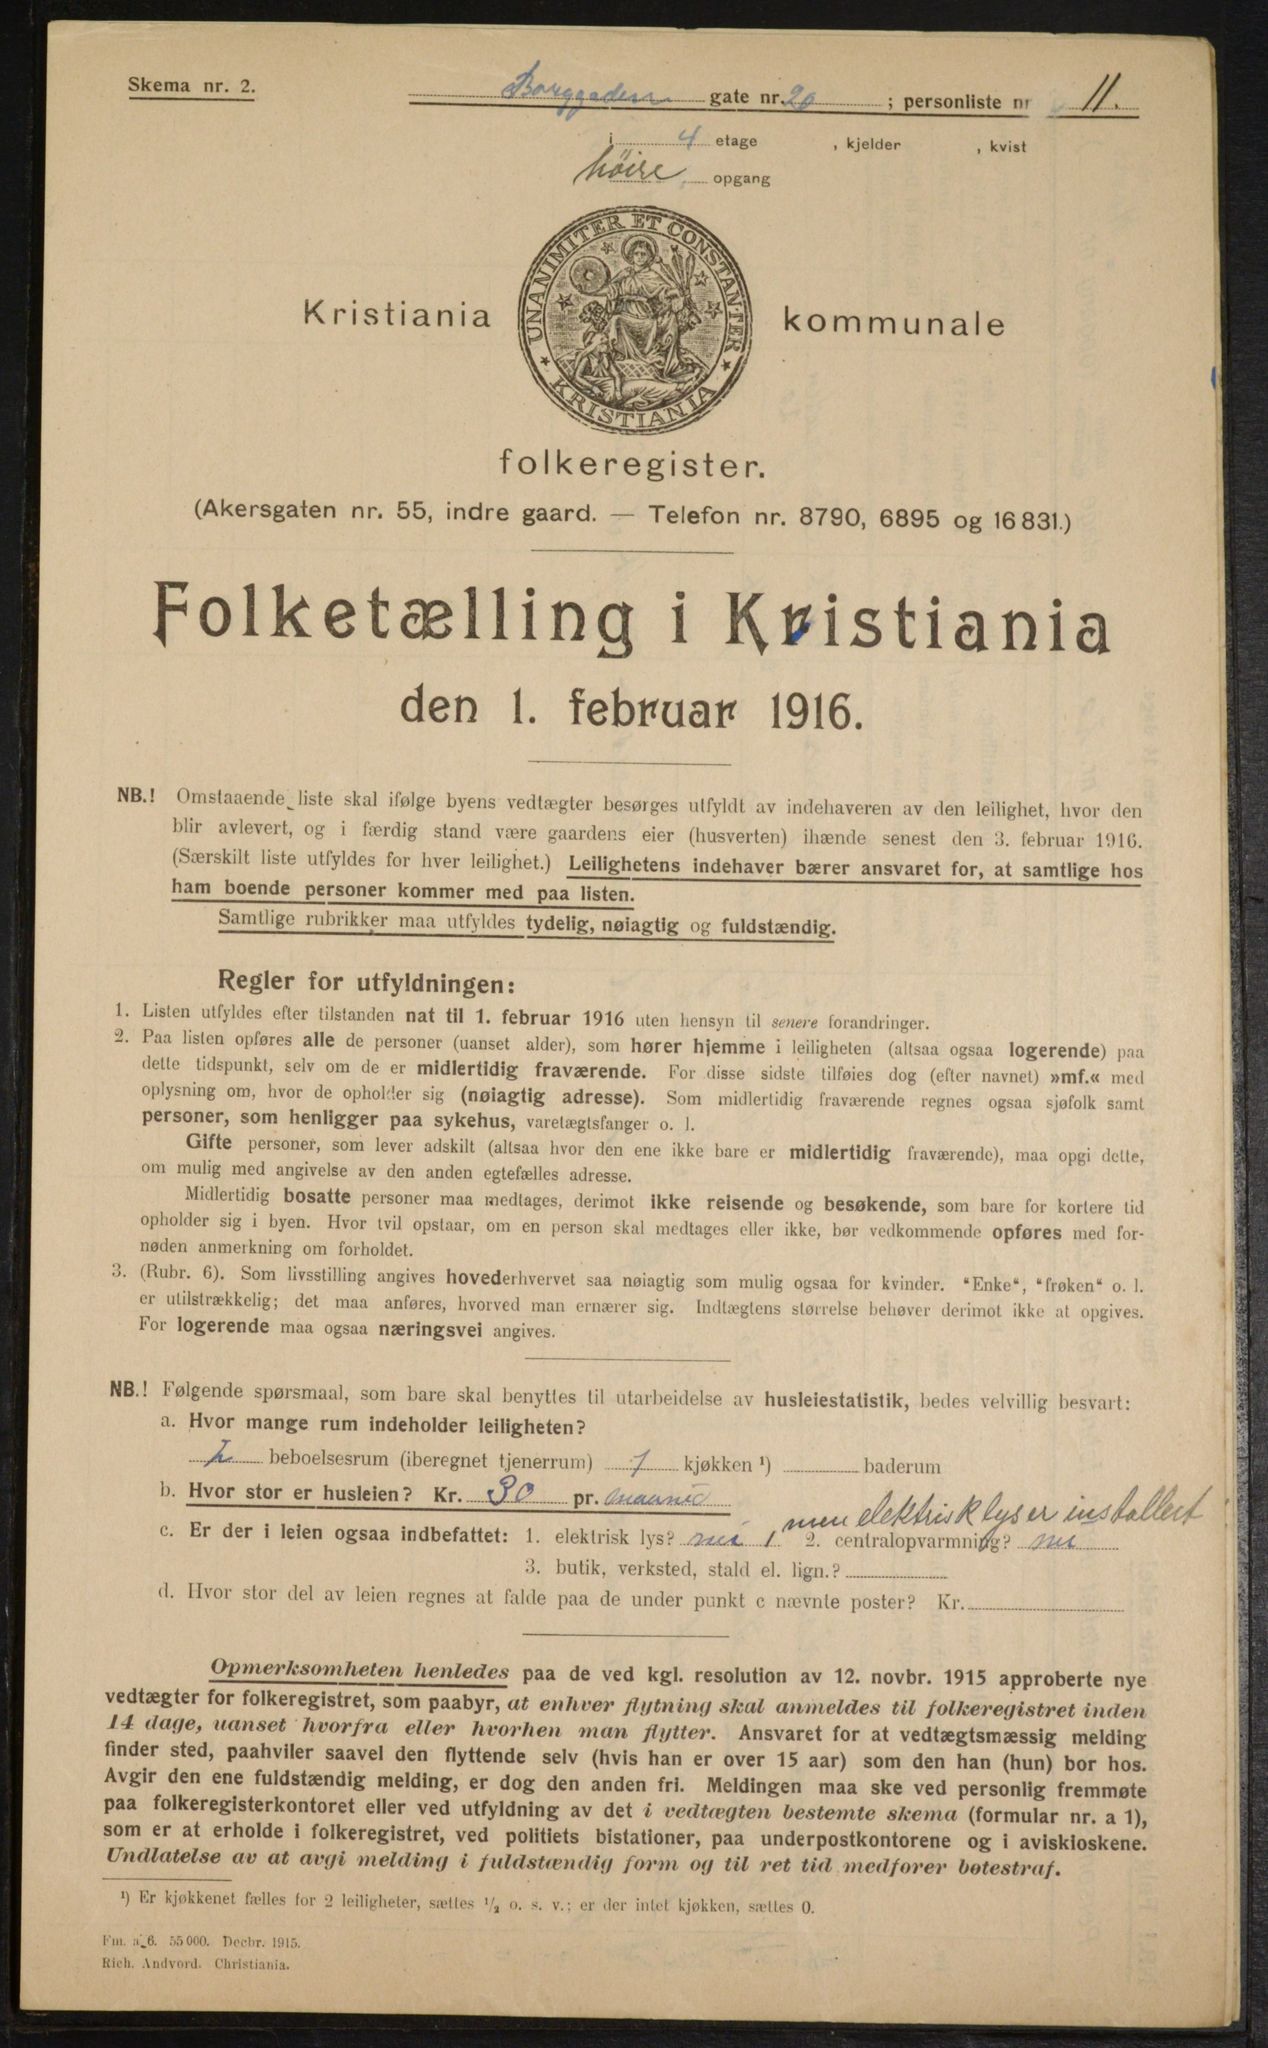 Skema nr. 2.
Borggaden gate nr. 20 ; personliste nr 11.
i 4 etage , kjelder , kvist
höire opgang
UNANIMITER ET CONSTANTER
KRISTIANIA
Kristiania kommunale
folkeregister.
(Akersgaten nr. 55, indre gaard. — Telefon nr. 8790, 6895 og 16 831.)
Folketælling i Kristiania
den 1. februar 1916.
NB.! Omstaaende liste skal ifølge byens vedtægter besørges utfyldt av indehaveren av den leilighet, hvor den
blir avlevert, og i færdig stand være gaardens eier (husverten) ihænde senest den 3. februar 1916.
(Særskilt liste utfyldes for hver leilighet.) Leilighetens indehaver bærer ansvaret for, at samtlige hos
ham boende personer kommer med paa listen.
Samtlige rubrikker maa utfyldes tydelig, nøiagtig og fuldstændig.
Regler for utfyldningen:
1. Listen utfyldes efter tilstanden nat til 1. februar 1916 uten hensyn til senere forandringer.
2. Paa listen opføres alle de personer (uanset alder), som hører hjemme i leiligheten (altsaa ogsaa logerende) paa
dette tidspunkt, selv om de er midlertidig fraværende. For disse sidste tilføies dog (efter navnet) »mf.« med
oplysning om, hvor de opholder sig (nøiagtig adresse). Som midlertidig fraværende regnes ogsaa sjøfolk samt
personer, som henligger paa sykehus, varetægtsfanger o. l.
Gifte personer, som lever adskilt (altsaa hvor den ene ikke bare er midlertidig fraværende), maa opgi dette,
om mulig med angivelse av den anden egtefælles adresse.
Midlertidig bosatte personer maa medtages, derimot ikke reisende og besøkende, som bare for kortere tid
opholder sig i byen. Hvor tvil opstaar, om en person skal medtages eller ikke, bør vedkommende opføres med for-
nøden anmerkning om forholdet.
3. (Rubr. 6). Som livsstilling angives hovederhvervet saa nøiagtig som mulig ogsaa for kvinder. "Enke", "frøken" o. l.
er utilstrækkelig; det maa anføres, hvorved man ernærer sig. Indtægtens størrelse behøver derimot ikke at opgives.
For logerende maa ogsaa næringsvei angives.
NB.! Følgende spørsmaal, som bare skal benyttes til utarbeidelse av husleiestatistik, bedes velvillig besvart:
a. Hvor mange rum indeholder leiligheten?
2 beboelsesrum (iberegnet tjenerrum) 1 kjøkken ¹) baderum
b. Hvor stor er husleien? Kr. 30 pr. maaned
men elektrisk lys er installert
c. Er der i leien ogsaa indbefattet: 1. elektrisk lys? nei, 2. centralopvarmning? nei
3. butik, verksted, stald el. lign.?
d. Hvor stor del av leien regnes at falde paa de under punkt c nævnte poster? Kr.
Opmerksomheten henledes paa de ved kgl. resolution av 12. novbr. 1915 approberte nye
vedtægter for folkeregistret, som paabyr, at enhver flytning skal anmeldes til folkeregistret inden
14 dage, uanset hvorfra eller hvorhen man flytter. Ansvaret for at vedtægtsmæssig melding
finder sted, paahviler saavel den flyttende selv (hvis han er over 15 aar) som den han (hun) bor hos.
Avgir den ene fuldstændig melding, er dog den anden fri. Meldingen maa ske ved personlig fremmøte
paa folkeregisterkontoret eller ved utfyldning av det i vedtægten bestemte skema (formular nr. a 1),
som er at erholde i folkeregistret, ved politiets bistationer, paa underpostkontorene og i aviskioskene.
Undlatelse av at avgi melding i fuldstændig form og til ret tid medfører bøtestraf.
¹) Er kjøkkenet fælles for 2 leiligheter, sættes ½ o. s. v.; er der intet kjøkken, sættes 0.
Fm. a 6. 55 000. Decbr. 1915.
Rich. Andvord. Christiania.